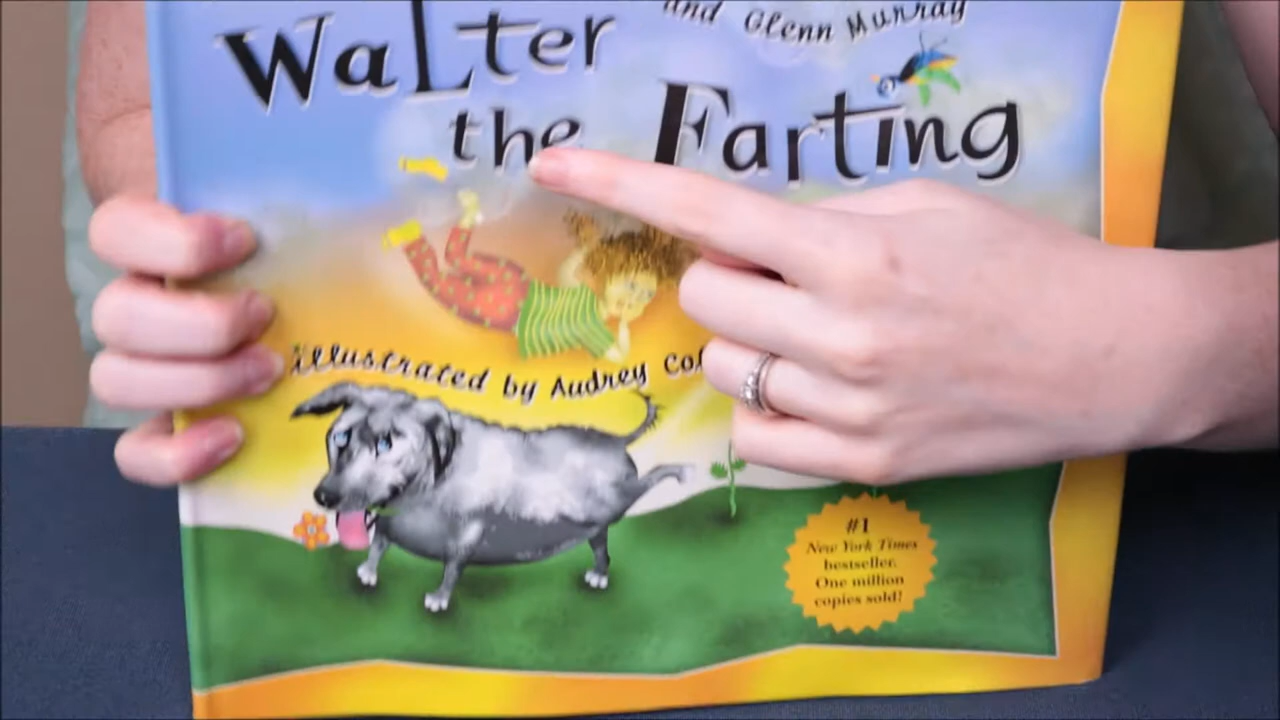 and Glenn Murray
Walter
the Farting
illustrated by Audrey
#1
New York Times
bestseller.
One million
copies sold!